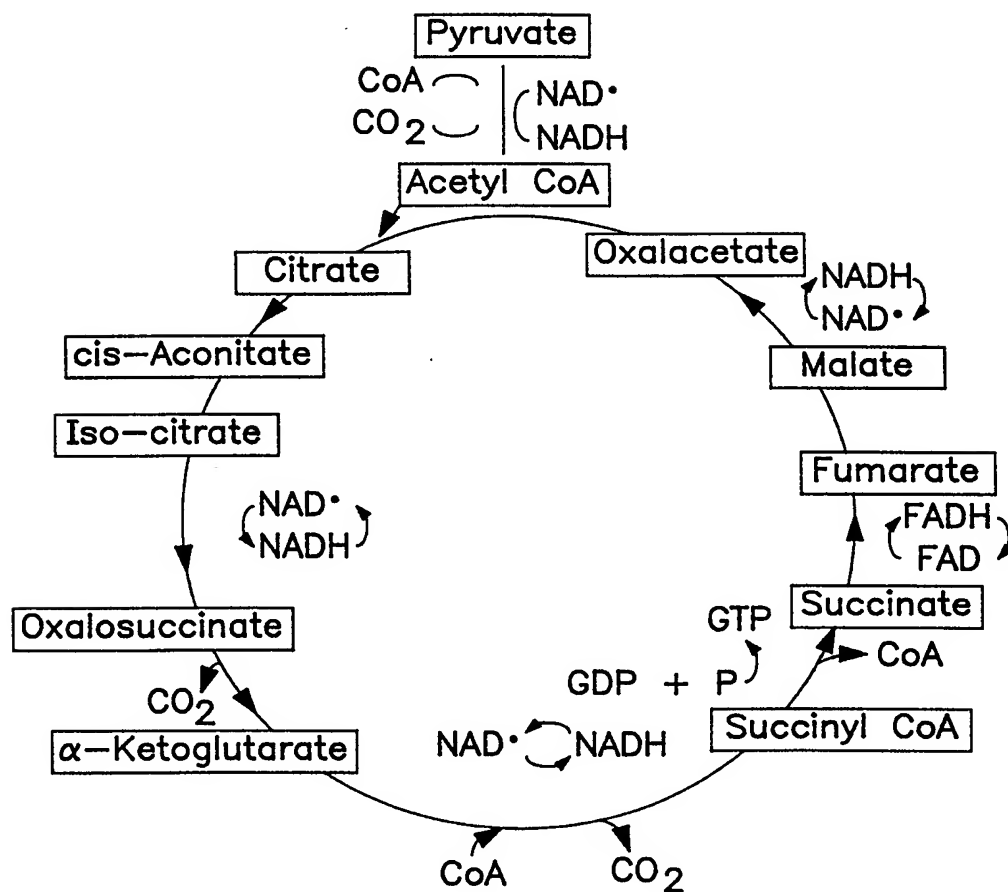 Pyruvate
CoA
NAD•
CO2
NADH
Acetyl CoA
Oxalacetate
Citrate
NADH
NAD•
cis-Aconitate
Malate
Iso-citrate
Fumarate
NAD•
NADH
FADH
FAD
Succinate
Oxalosuccinate
GTP
CoA
CO2
GDP + P
α-Ketoglutarate
NAD•
NADH
Succinyl CoA
CoA
CO2